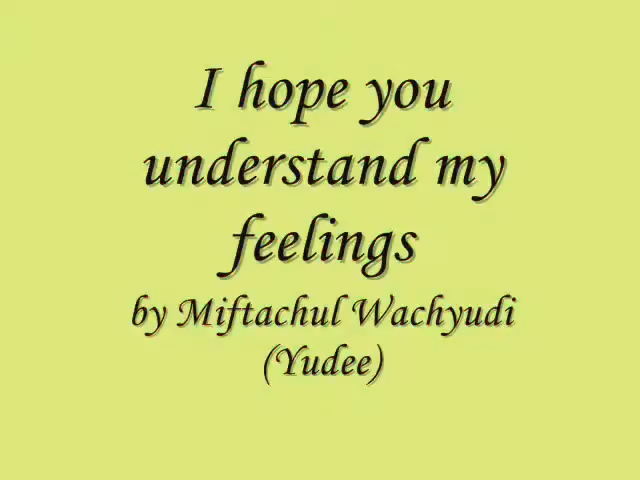 I hope you
understand my
feelings
by Miftachul Wachyudi
(Yudee)